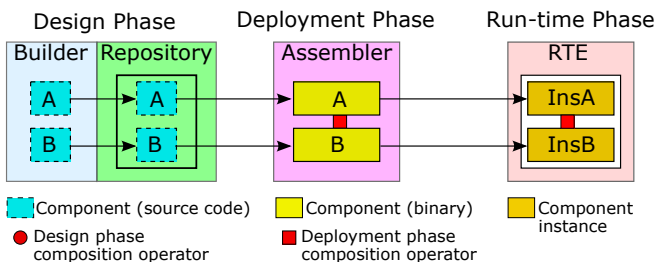 Design Phase Deployment Phase Run-time Phase
Builder Repository Assembler RTE
A A A InsA
B B B InsB
Component (source code) Component (binary) Component
instance
Design phase
composition operator
Deployment phase
composition operator